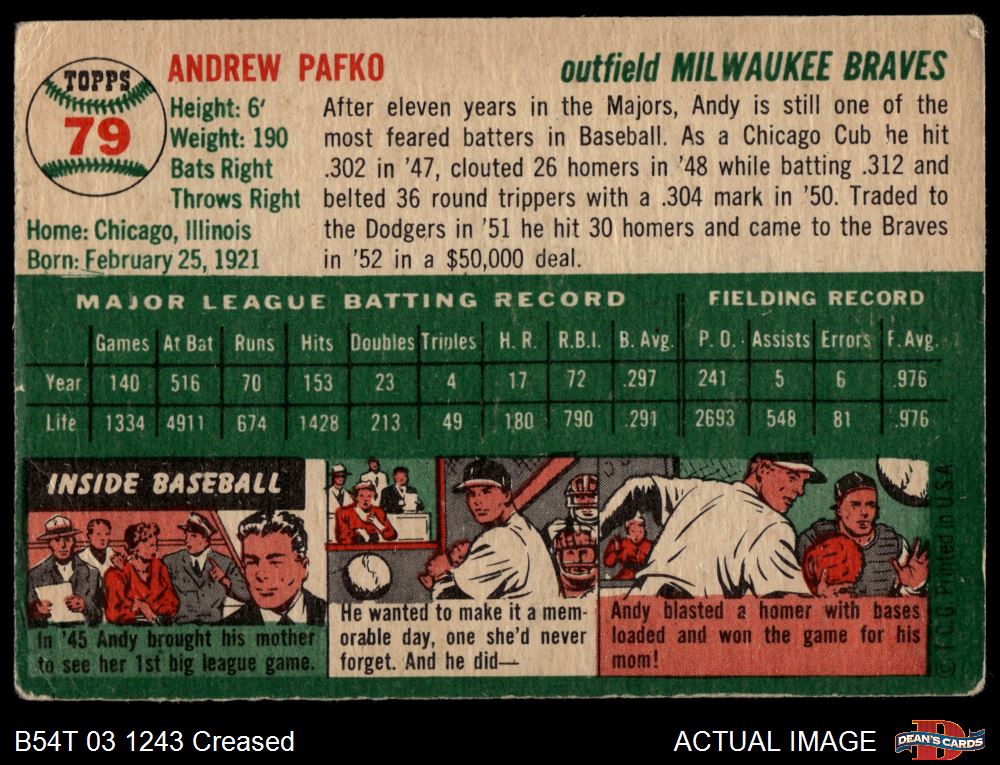 TOPPS
79
ANDREW PAFKO
outfield MILWAUKEE BRAVES
Height: 6'
Weight: 190
Bats Right
Throws Right
Home: Chicago, Illinois
Born: February 25, 1921
After eleven years in the Majors, Andy is still one of the
most feared batters in Baseball. As a Chicago Cub he hit
.302 in '47, clouted 26 homers in '48 while batting .312 and
belted 36 round trippers with a .304 mark in '50. Traded to
the Dodgers in '51 he hit 30 homers and came to the Braves
in '52 in a $50,000 deal.
MAJOR LEAGUE BATTING RECORD FIELDING RECORD
Games At Bat Runs Hits Doubles Triples H. R. R.B.I. B. Avg. P. O. Assists Errors F. Avg.
Year 140 516 70 153 23 4 17 72 .297 241 5 6 .976
Life 1334 4911 674 1428 213 49 180 790 .291 2693 548 81 .976
INSIDE BASEBALL
In '45 Andy brought his mother
to see her 1st big league game.
He wanted to make it a mem-
orable day, one she'd never
forget. And he did—
Andy blasted a homer with bases
loaded and won the game for his
mom!
© T.C.G. Printed in U.S.A.
B54T 03 1243 Creased
ACTUAL IMAGE
DEAN'S CARDS